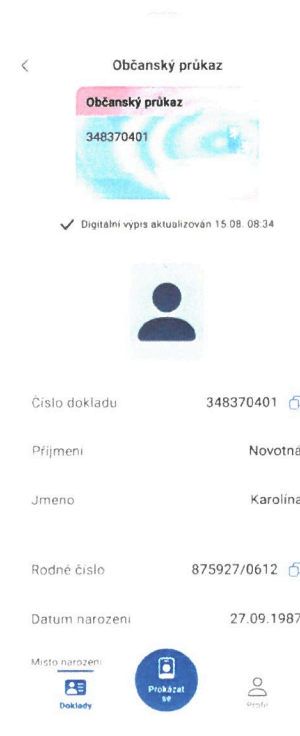 Občanský průkaz
Občanský průkaz
348370401
Digitální výpis aktualizován 15.08. 08:34
Číslo dokladu 348370401
Příjmení Novotná
Jméno Karolína
Rodné číslo 875927/0612
Datum narození 27.09.1987
Místo narození
Doklady
Prokázat
se
Profil